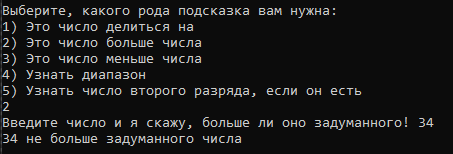 Выберите, какого рода подсказка вам нужна:
1) Это число делиться на
2) Это число больше числа
3) Это число меньше числа
4) Узнать диапазон
5) Узнать число второго разряда, если он есть
2
Введите число и я скажу, больше ли оно задуманного! 34
34 не больше задуманного числа